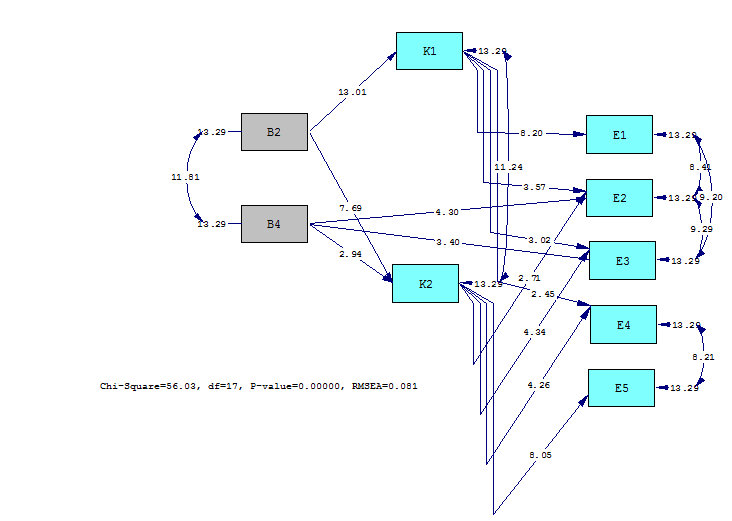 K1
13.29
13.01
E1
13.29
B2
13.29
8.20
8.41
11.24
11.81
3.57
E2
13.29
9.20
7.69
4.30
B4
13.29
3.02
3.40
9.29
2.94
E3
13.29
K2
13.29
2.71
2.45
4.34
E4
13.29
8.21
4.26
E5
13.29
Chi-Square=56.03, df=17, P-value=0.00000, RMSEA=0.081
8.05